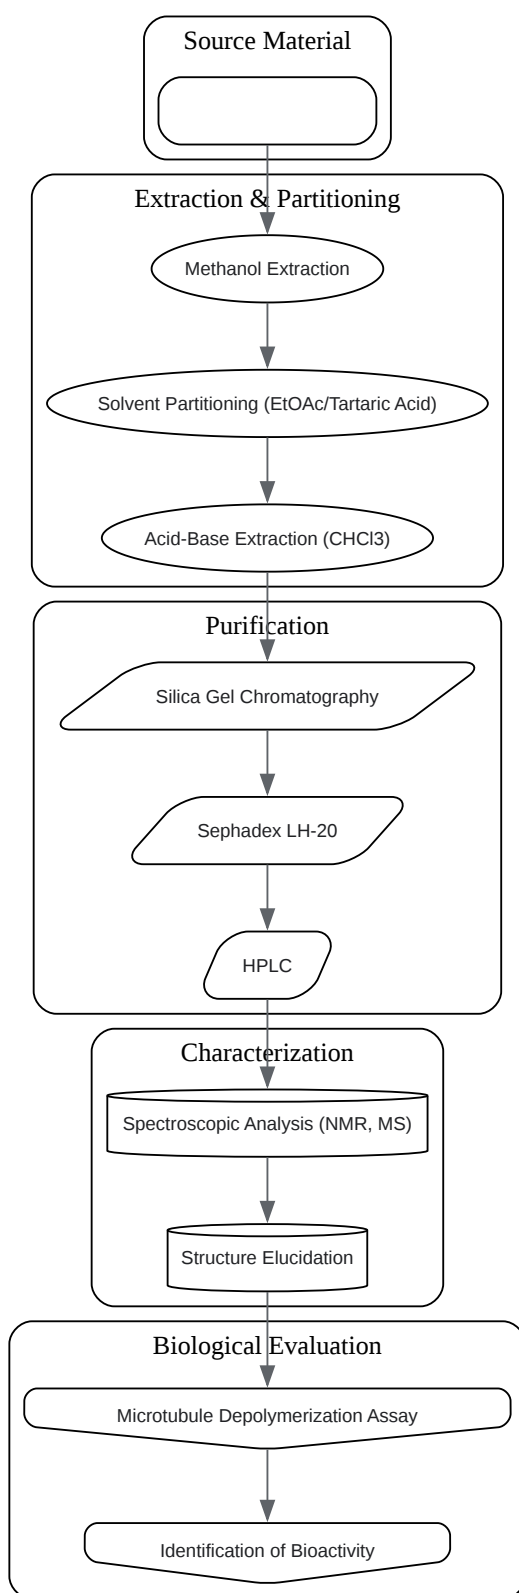 Source Material
Extraction & Partitioning
Methanol Extraction
Solvent Partitioning (EtOAc/Tartaric Acid)
Acid-Base Extraction (CHCl3)
Purification
Silica Gel Chromatography
Sephadex LH-20
HPLC
Characterization
Spectroscopic Analysis (NMR, MS)
Structure Elucidation
Biological Evaluation
Microtubule Depolymerization Assay
Identification of Bioactivity